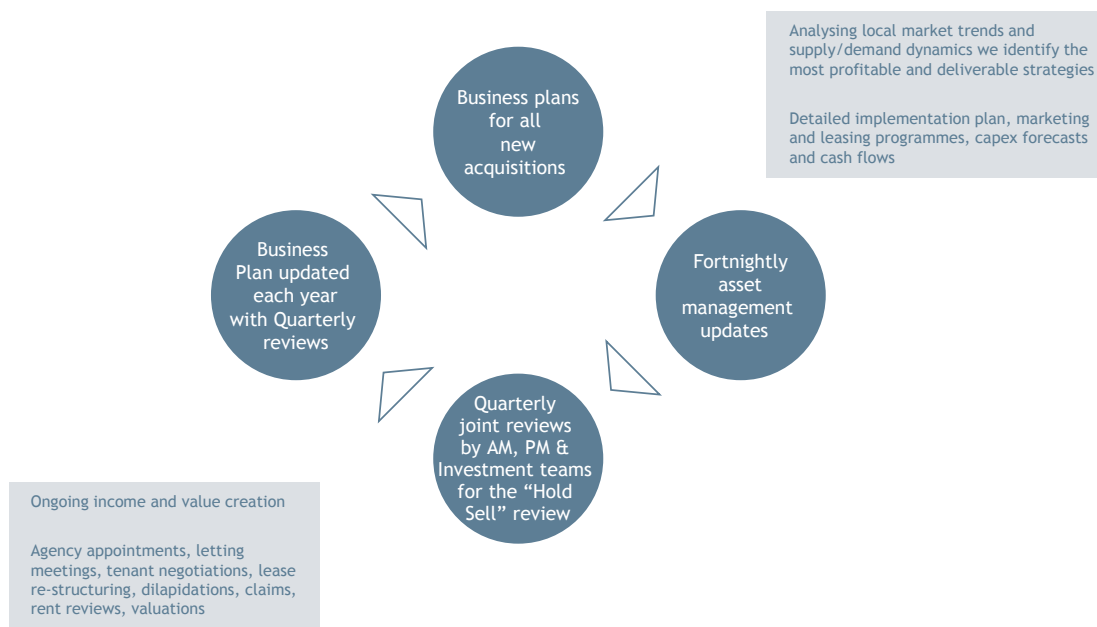 Analysing local market trends and
supply/demand dynamics we identify the
most profitable and deliverable strategies
Detailed implementation plan, marketing
and leasing programmes, capex forecasts
and cash flows
Business plans
for all
new
acquisitions
Business
Plan updated
each year
with Quarterly
reviews
Fortnightly
asset
management
updates
Quarterly
joint reviews
by AM, PM &
Investment teams
for the “Hold
Sell” review
Ongoing income and value creation
Agency appointments, letting
meetings, tenant negotiations, lease
re-structuring, dilapidations, claims,
rent reviews, valuations